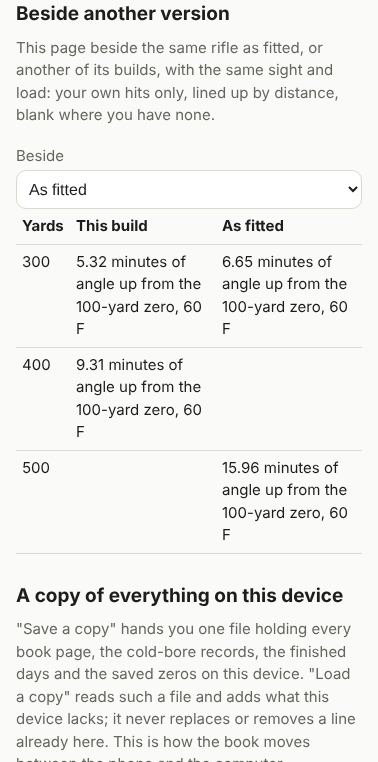 Beside another version
This page beside the same rifle as fitted, or
another of its builds, with the same sight and
load: your own hits only, lined up by distance,
blank where you have none.
Beside
As fitted
Yards This build As fitted
300 5.32 minutes of 6.65 minutes of
angle up from the angle up from the
100-yard zero, 60 100-yard zero, 60
F F
400 9.31 minutes of
angle up from the
100-yard zero, 60
F
500 15.96 minutes of
angle up from the
100-yard zero, 60
F
A copy of everything on this device
"Save a copy" hands you one file holding every
book page, the cold-bore records, the finished
days and the saved zeros on this device. "Load
a copy" reads such a file and adds what this
device lacks; it never replaces or removes a line
already here. This is how the book moves
between the phone and the computer